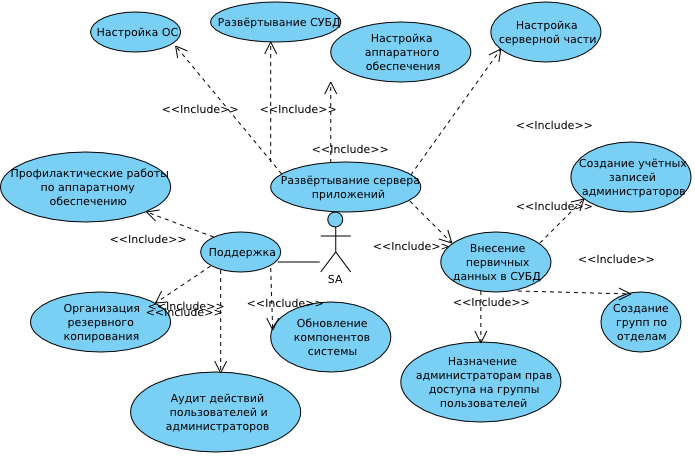 Настройка ОС
Развёртывание СУБД
Настройка
аппаратного
обеспечения
Настройка
серверной части
<<Include>>
<<Include>>
<<Include>>
<<Include>>
Профилактические работы
по аппаратному
обеспечению
Развёртывание сервера
приложений
Создание учётных
записей
администраторов
<<Include>>
<<Include>>
Поддержка
<<Include>>
Внесение
первичных
данных в СУБД
<<Include>>
SA
Организация
резервного
копирования
<<Include>>
<<Include>>
<<Include>>
<<Include>>
Создание
групп по
отделам
Обновление
компонентов
системы
Назначение
администраторам прав
доступа на группы
пользователей
Аудит действий
пользователей и
администраторов